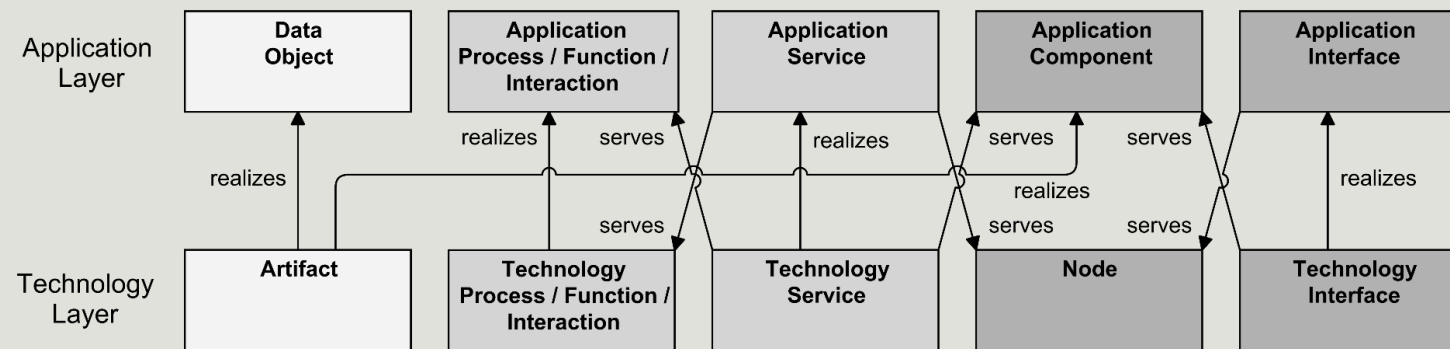 Application
Layer
Data
Object
Application
Process / Function /
Interaction
Application
Service
Application
Component
Application
Interface
realizes
realizes
serves
realizes
serves
realizes
serves
realizes
serves
serves
serves
Technology
Layer
Artifact
Technology
Process / Function /
Interaction
Technology
Service
Node
Technology
Interface